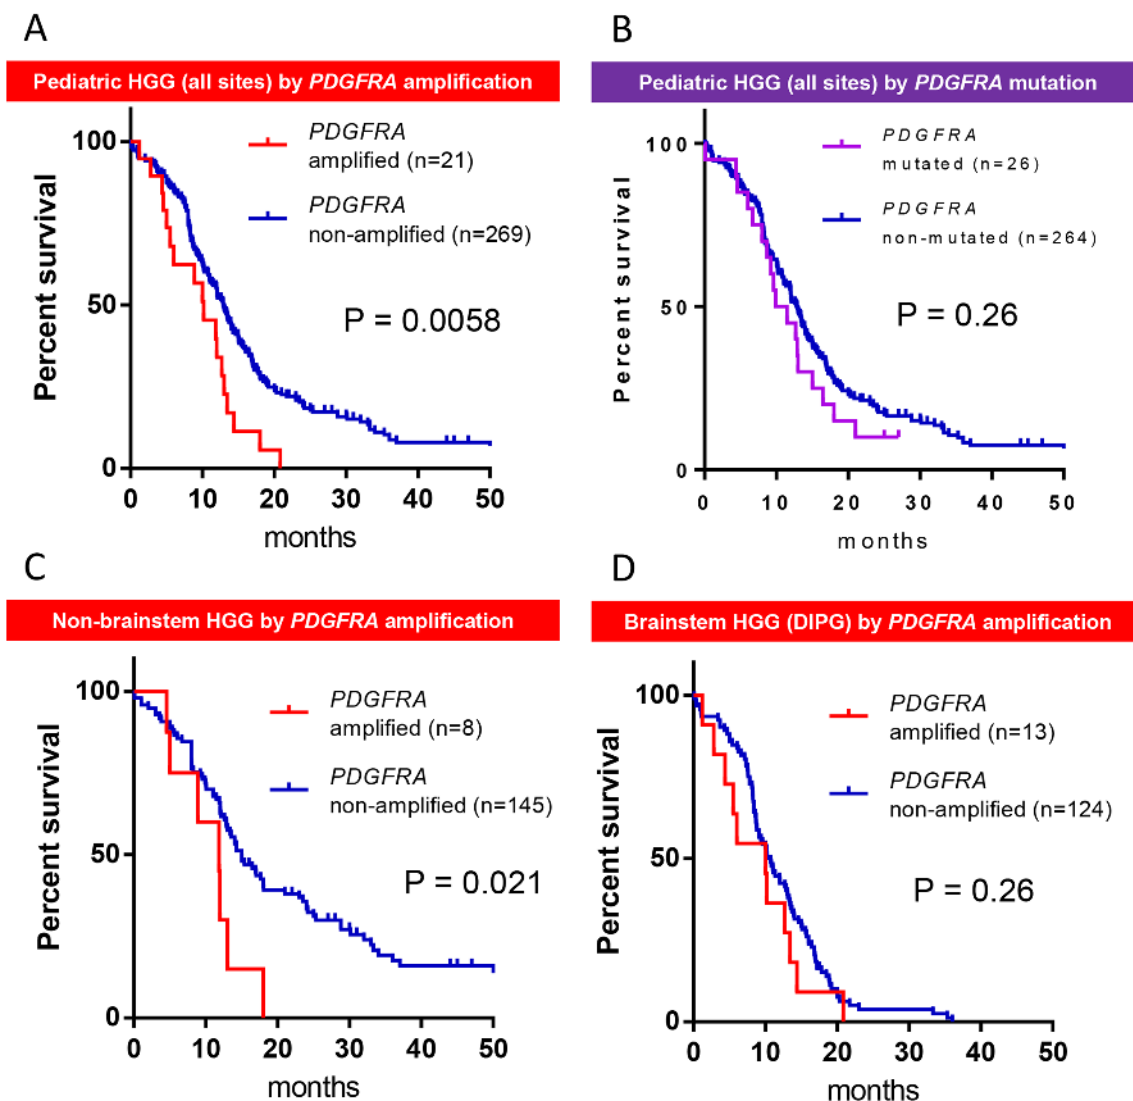 A
Pediatric HGG (all sites) by PDGFRA amplification
Percent survival
100
50
0
0 10 20 30 40 50
months
PDGFRA
amplified (n=21)
PDGFRA
non-amplified (n=269)
P = 0.0058
B
Pediatric HGG (all sites) by PDGFRA mutation
Percent survival
100
50
0
0 10 20 30 40 50
months
PDGFRA
mutated (n=26)
PDGFRA
non-mutated (n=264)
P = 0.26
C
Non-brainstem HGG by PDGFRA amplification
Percent survival
100
50
0
0 10 20 30 40 50
months
PDGFRA
amplified (n=8)
PDGFRA
non-amplified (n=145)
P = 0.021
D
Brainstem HGG (DIPG) by PDGFRA amplification
Percent survival
100
50
0
0 10 20 30 40 50
months
PDGFRA
amplified (n=13)
PDGFRA
non-amplified (n=124)
P = 0.26